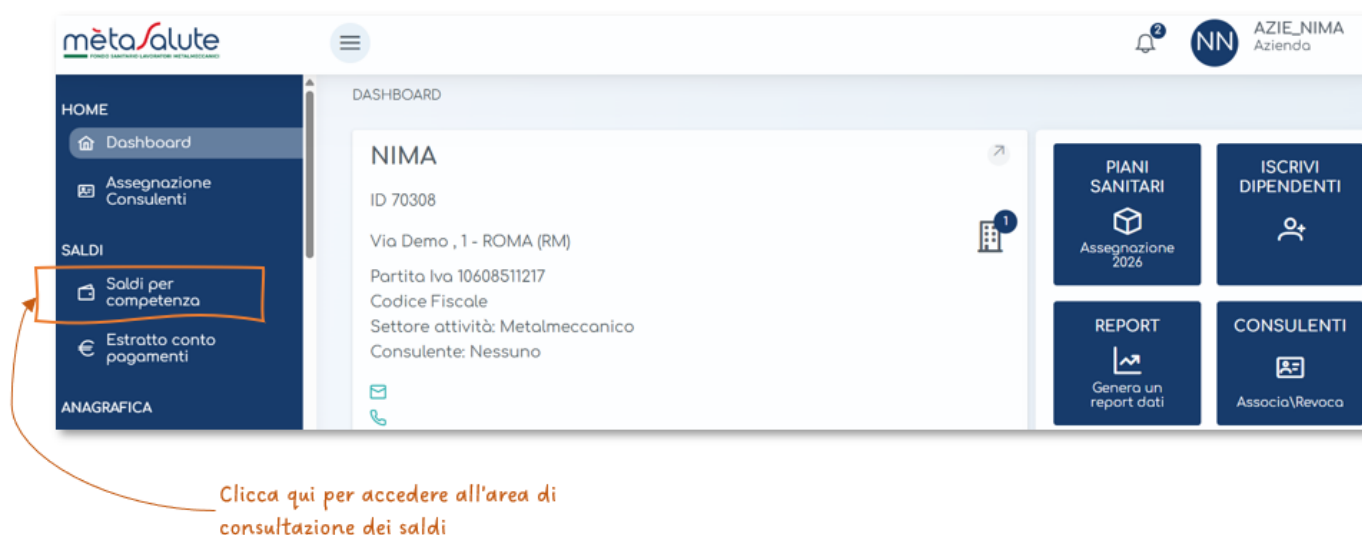 mètaSalute
FONDO SANITARIO LAVORATORI METALMECCANICI
2
NN
AZIE_NIMA
Azienda
HOME
Dashboard
Assegnazione
Consulenti
SALDI
Saldi per
competenza
Estratto conto
pagamenti
ANAGRAFICA
DASHBOARD
NIMA
ID 70308
1
Via Demo , 1 - ROMA (RM)
Partita Iva 10608511217
Codice Fiscale
Settore attività: Metalmeccanico
Consulente: Nessuno
PIANI
SANITARI
Assegnazione
2026
ISCRIVI
DIPENDENTI
REPORT
Genera un
report dati
CONSULENTI
Associa\Revoca
Clicca qui per accedere all'area di
consultazione dei saldi